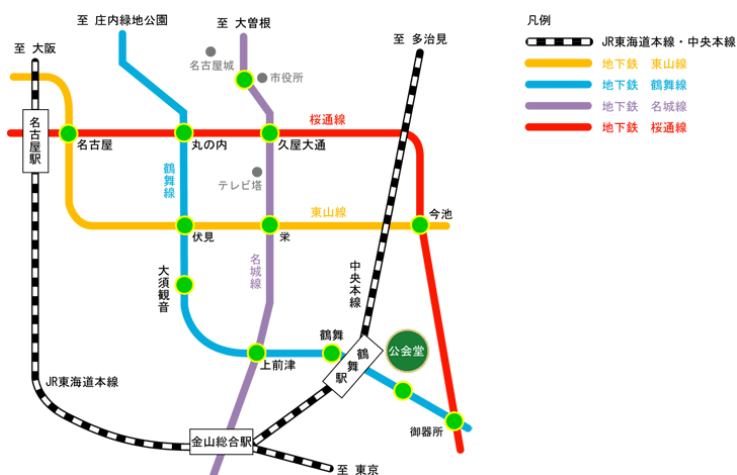 至 庄内緑地公園
至 大曽根
凡例
至 大阪
至 多治見
JR東海道本線・中央本線
名古屋城
地下鉄 東山線
市役所
地下鉄 鶴舞線
地下鉄 名城線
桜通線
地下鉄 桜通線
名古屋駅
名古屋
丸の内
久屋大通
鶴舞線
テレビ塔
東山線
今池
伏見
栄
大須観音
名城線
中央本線
鶴舞
公会堂
鶴舞駅
上前津
JR東海道本線
御器所
金山総合駅
至 東京